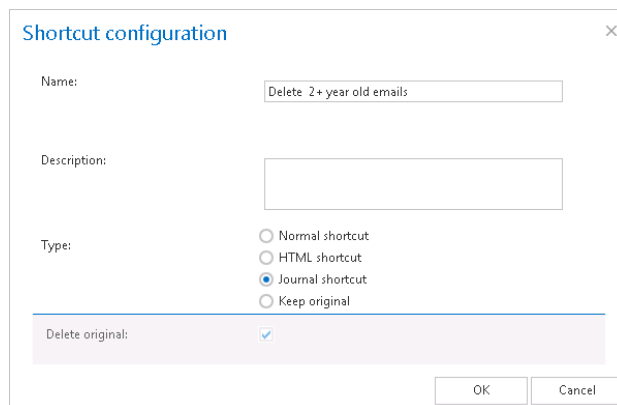 Shortcut configuration
Name:
Delete 2+ year old emails
Description:
Type:
Normal shortcut
HTML shortcut
Journal shortcut
Keep original
Delete original:
OK
Cancel